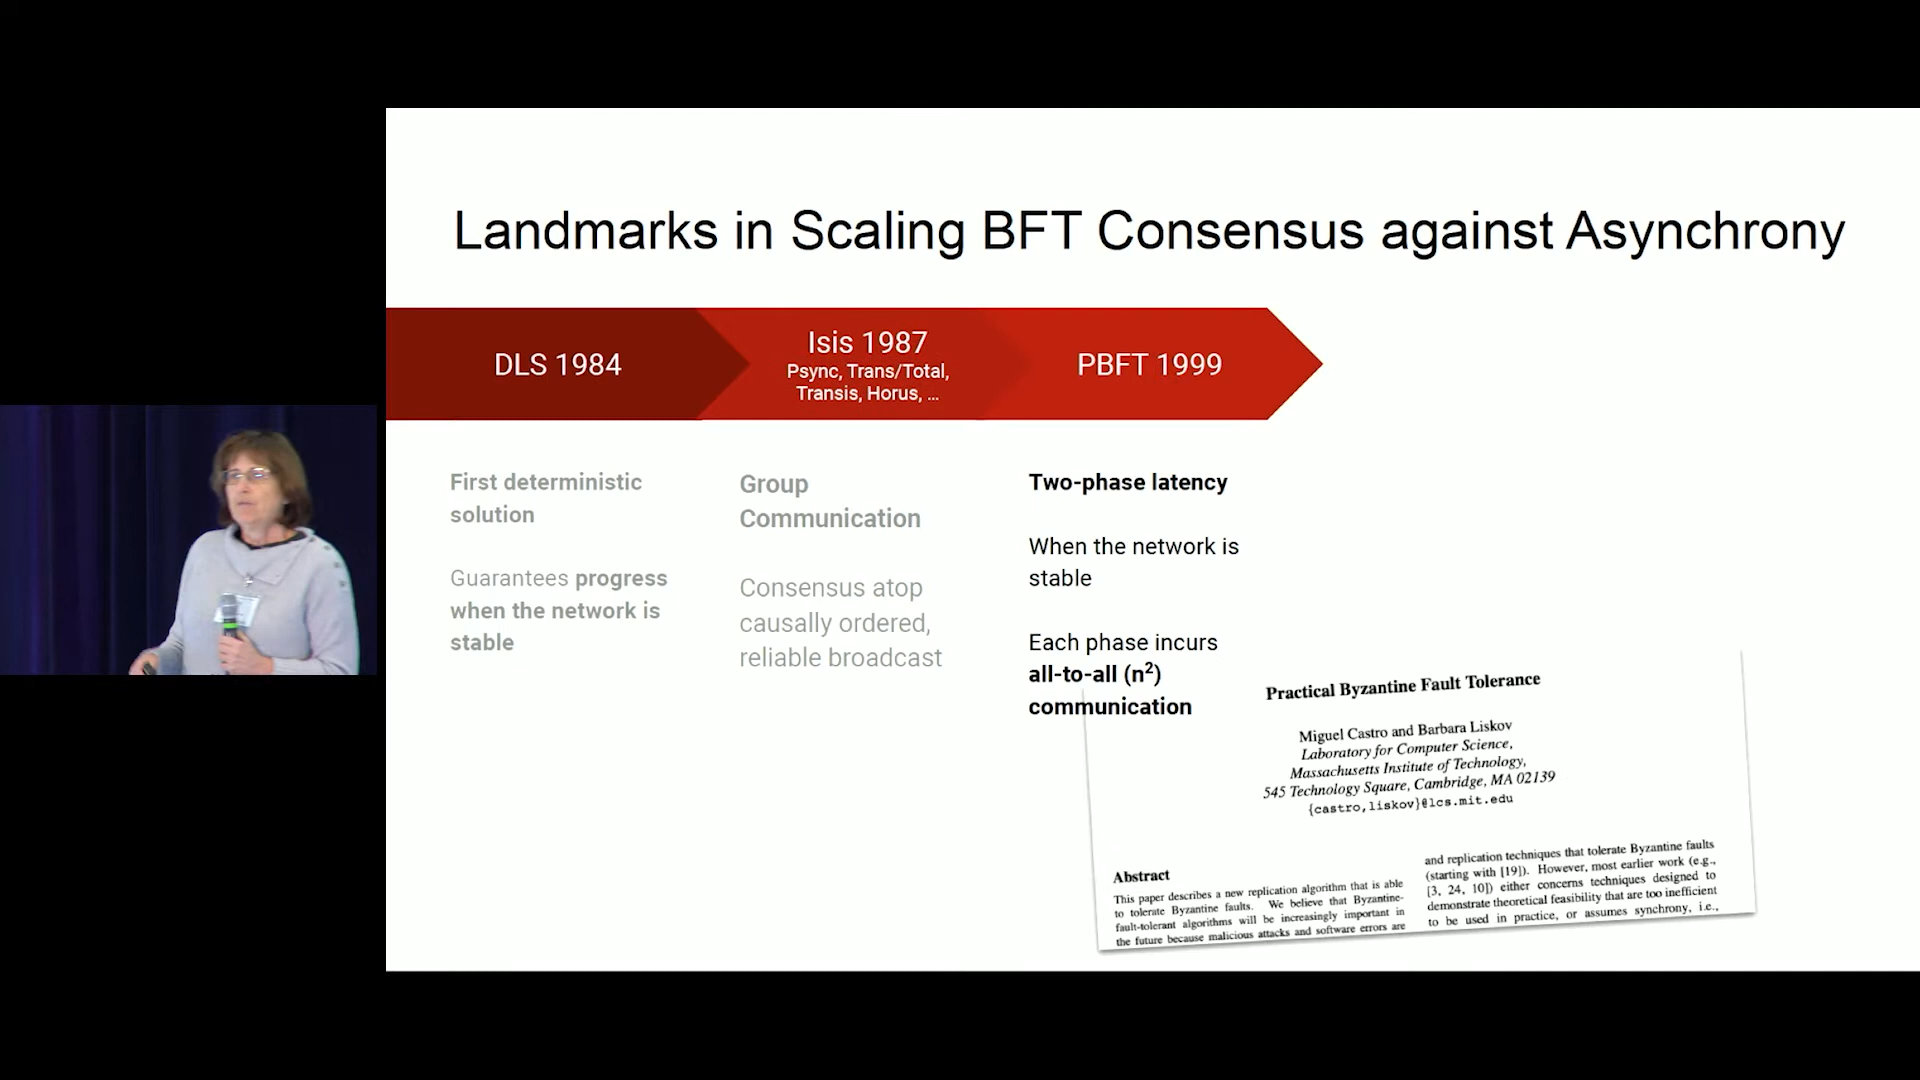 Landmarks in Scaling BFT Consensus against Asynchrony
DLS 1984
Isis 1987
Psync, Trans/Total,
Transis, Horus, ...
PBFT 1999
First deterministic
solution
Guarantees progress
when the network is
stable
Group
Communication
Consensus atop
causally ordered,
reliable broadcast
Two-phase latency
When the network is
stable
Each phase incurs
all-to-all (n²)
communication
Practical Byzantine Fault Tolerance
Miguel Castro and Barbara Liskov
Laboratory for Computer Science,
Massachusetts Institute of Technology,
545 Technology Square, Cambridge, MA 02139
{castro,liskov}@lcs.mit.edu
Abstract
This paper describes a new replication algorithm that is able
to tolerate Byzantine faults. We believe that Byzantine-
fault-tolerant algorithms will be increasingly important in
the future because malicious attacks and software errors are
and replication techniques that tolerate Byzantine faults
(starting with [19]). However, most earlier work (e.g.,
[3, 24, 10]) either concerns techniques designed to
demonstrate theoretical feasibility that are too inefficient
to be used in practice, or assumes synchrony, i.e.,